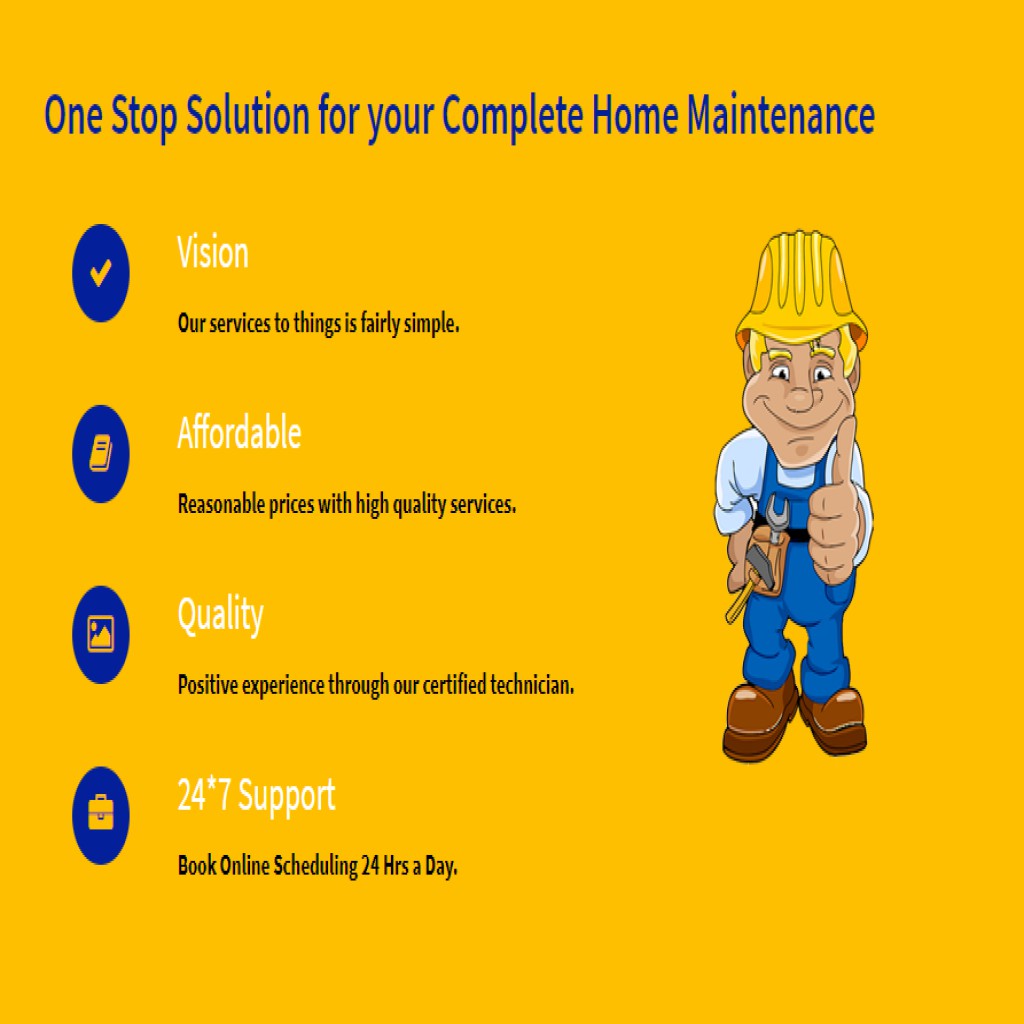 One Stop Solution for your Complete Home Maintenance
Vision
Our services to things is fairly simple.
Affordable
Reasonable prices with high quality services.
Quality
Positive experience through our certified technician.
24*7 Support
Book Online Scheduling 24 Hrs a Day.